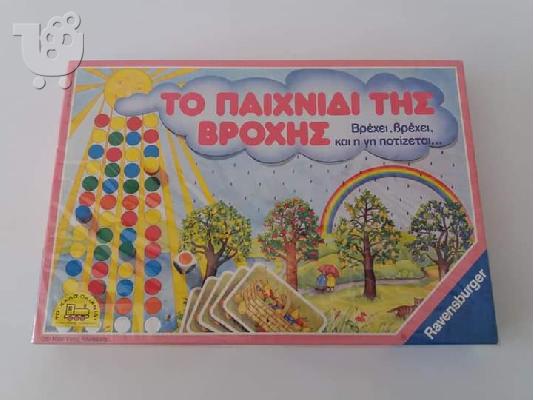 ΤΟ ΠΑΙΧΝΙΔΙ ΤΗΣ
ΒΡΟΧΗΣ
Βρέχει, βρέχει,
και η γη ποτίζεται...
Ravensburger